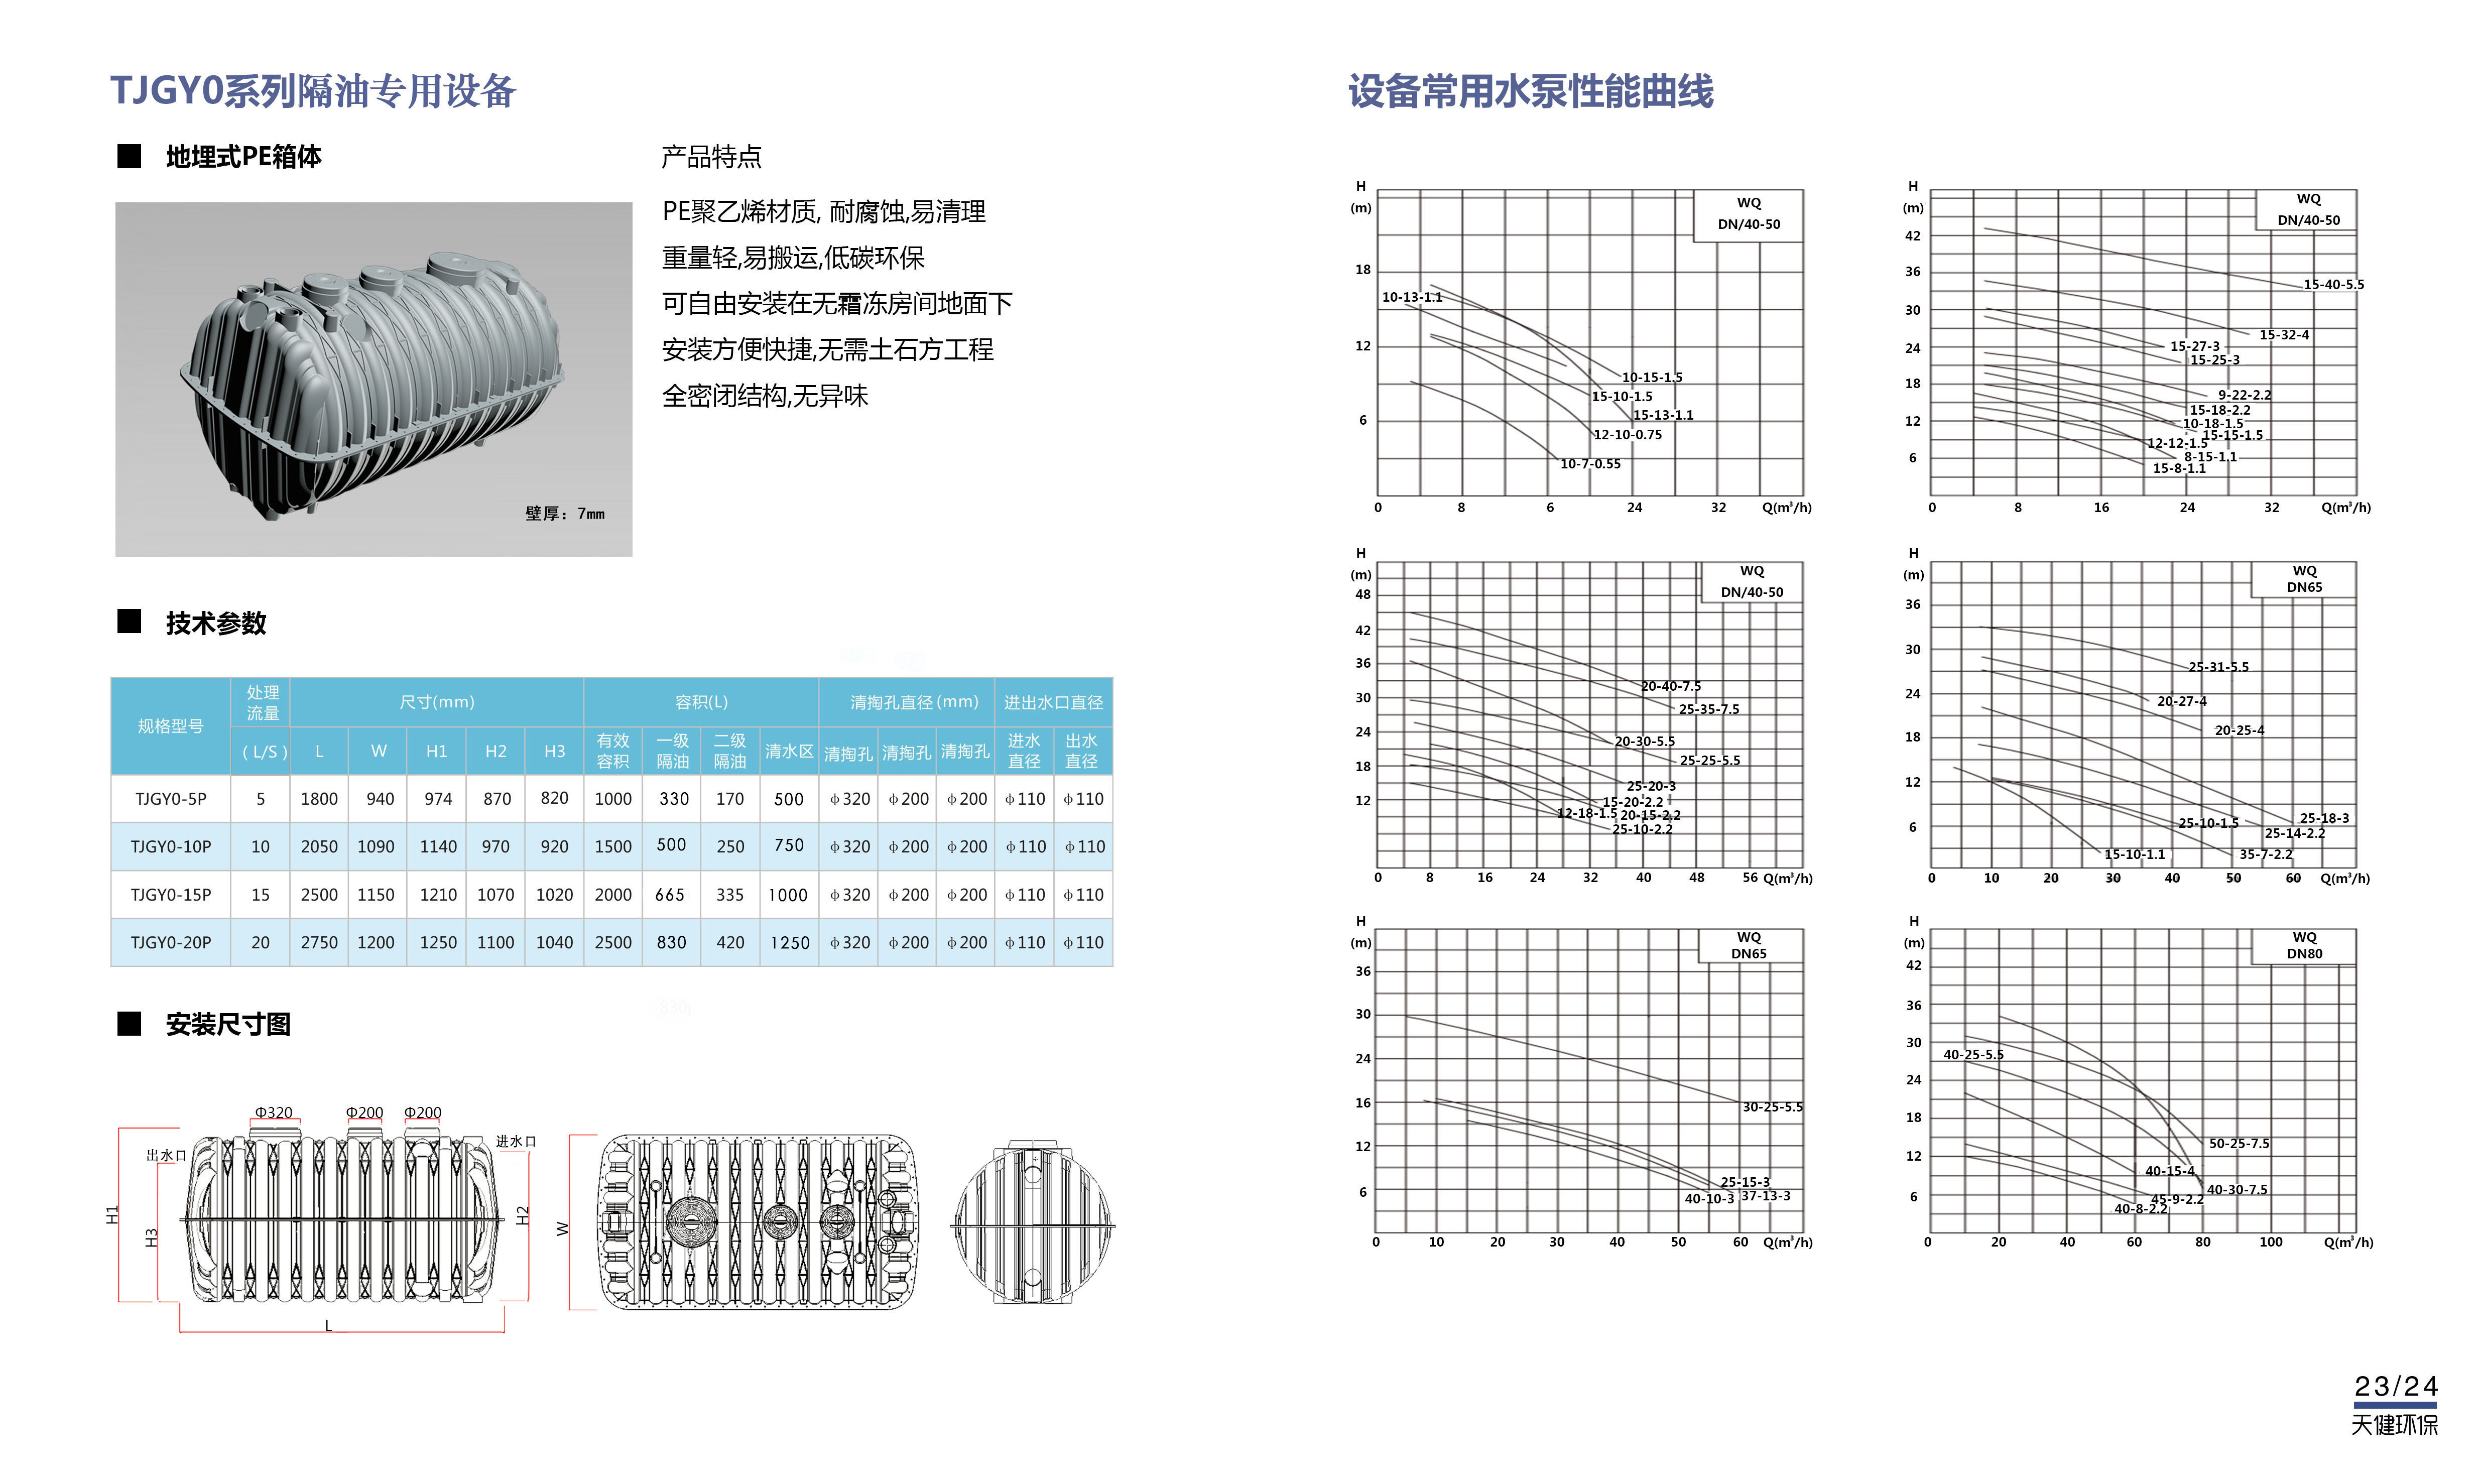 TJGY0系列隔油专用设备
地埋式PE箱体
壁厚：7mm
产品特点
PE聚乙烯材质, 耐腐蚀,易清理
重量轻,易搬运,低碳环保
可自由安装在无霜冻房间地面下
安装方便快捷,无需土石方工程
全密闭结构,无异味
技术参数
规格型号 处理流量 尺寸(mm) 容积(L) 清掏孔直径(mm) 进出水口直径
(L/S) L W H1 H2 H3 有效容积 一级隔油 二级隔油 清水区 清掏孔 清掏孔 清掏孔 进水直径 出水直径
TJGY0-5P 5 1800 940 974 870 820 1000 330 170 500 ф320 ф200 ф200 ф110 ф110
TJGY0-10P 10 2050 1090 1140 970 920 1500 500 250 750 ф320 ф200 ф200 ф110 ф110
TJGY0-15P 15 2500 1150 1210 1070 1020 2000 665 335 1000 ф320 ф200 ф200 ф110 ф110
TJGY0-20P 20 2750 1200 1250 1100 1040 2500 830 420 1250 ф320 ф200 ф200 ф110 ф110
安装尺寸图
Φ320 Φ200 Φ200
进水口
出水口
H1
H3
H2
L
W
设备常用水泵性能曲线
H
(m)
WQ
DN/40-50
18
12
6
10-13-1.1
10-15-1.5
15-10-1.5
15-13-1.1
12-10-0.75
10-7-0.55
0 8 6 24 32 Q(m³/h)
H
(m)
WQ
DN/40-50
42
36
30
24
18
12
6
15-40-5.5
15-32-4
15-27-3
15-25-3
9-22-2.2
15-18-2.2
10-18-1.5
15-15-1.5
12-12-1.5
8-15-1.1
15-8-1.1
0 8 16 24 32 Q(m³/h)
H
(m)
WQ
DN/40-50
48
42
36
30
24
18
12
20-40-7.5
25-35-7.5
20-30-5.5
25-25-5.5
25-20-3
15-20-2.2
12-18-1.5 20-15-2.2
25-10-2.2
0 8 16 24 32 40 48 56 Q(m³/h)
H
(m)
WQ
DN65
36
30
24
18
12
6
25-31-5.5
20-27-4
20-25-4
25-18-3
25-10-1.5
25-14-2.2
15-10-1.1
35-7-2.2
0 10 20 30 40 50 60 Q(m³/h)
H
(m)
WQ
DN65
36
30
24
16
12
6
30-25-5.5
25-15-3
40-10-3 37-13-3
0 10 20 30 40 50 60 Q(m³/h)
H
(m)
WQ
DN80
42
36
30
24
18
12
6
40-25-5.5
50-25-7.5
40-15-4
40-30-7.5
45-9-2.2
40-8-2.2
0 20 40 60 80 100 Q(m³/h)
23/24
天健环保